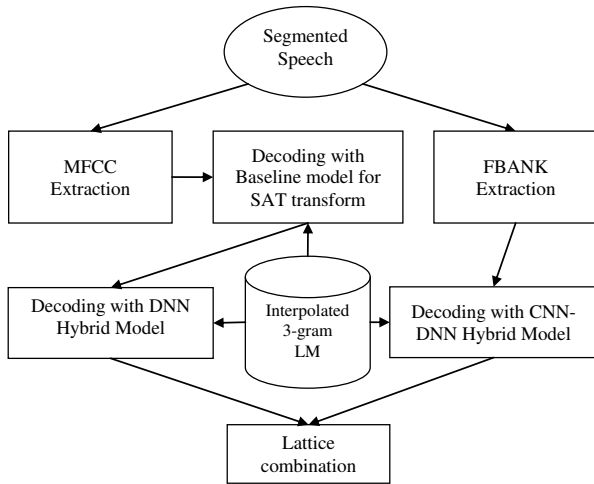 Segmented
Speech
MFCC
Extraction
Decoding with
Baseline model for
SAT transform
FBANK
Extraction
Decoding with DNN
Hybrid Model
Interpolated
3-gram
LM
Decoding with CNN-
DNN Hybrid Model
Lattice
combination